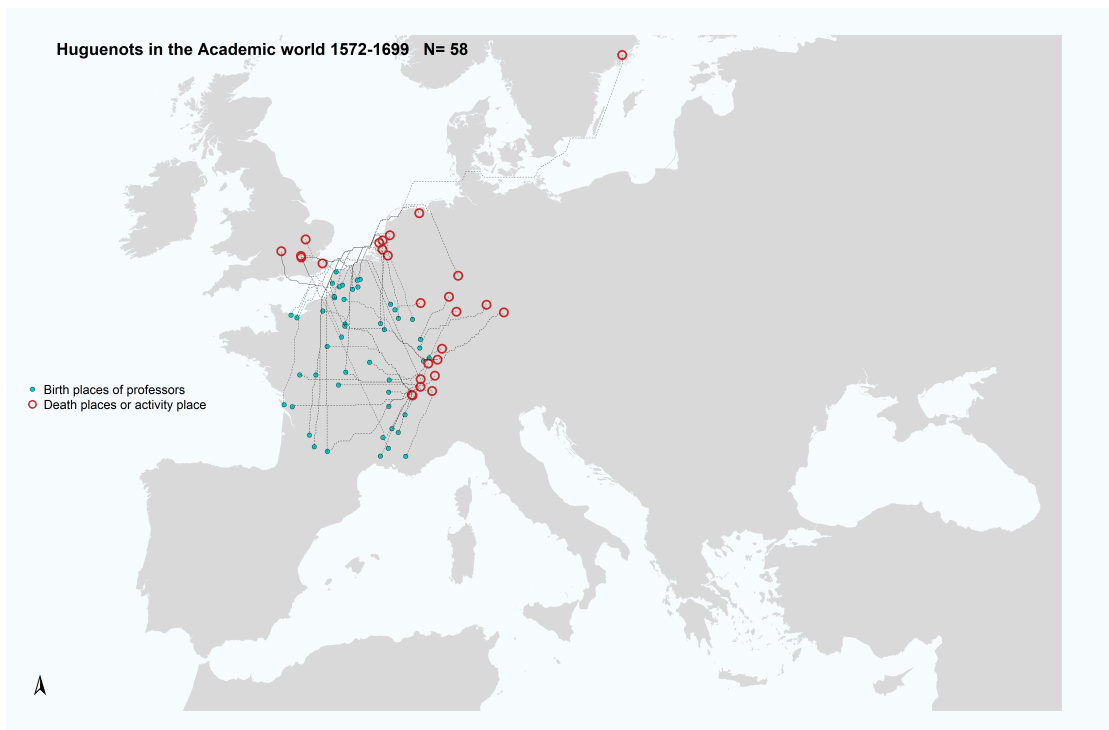 Huguenots in the Academic world 1572-1699 N= 58
Birth places of professors
Death places or activity place